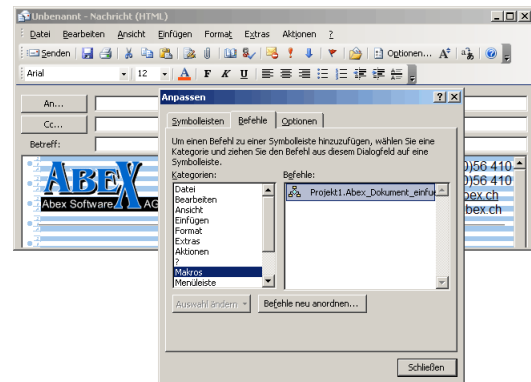 Unbenannt - Nachricht (HTML)
Datei Bearbeiten Ansicht Einfügen Format Extras Aktionen ?
Senden Optionen...
Arial 12 F K U
An...
Cc...
Betreff:
ABEX
Abex Software AG
0)56 410
0)56 410
bex.ch
bex.ch
Anpassen
Symbolleisten Befehle Optionen
Um einen Befehl zu einer Symbolleiste hinzuzufügen, wählen Sie eine
Kategorie und ziehen Sie den Befehl aus diesem Dialogfeld auf eine
Symbolleiste.
Kategorien: Befehle:
Datei
Bearbeiten
Ansicht
Einfügen
Format
Extras
Aktionen
?
Makros
Menüleiste
Projekt1.Abex_Dokument_einfu
Auswahl ändern Befehle neu anordnen...
Schließen